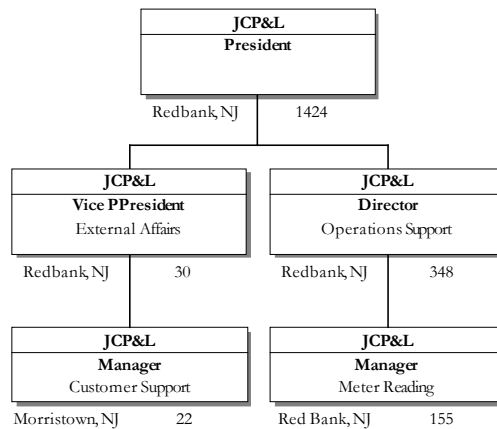 JCP&L
President
Redbank, NJ 1424
JCP&L
Vice PPresident
External Affairs
Redbank, NJ 30
JCP&L
Director
Operations Support
Redbank, NJ 348
JCP&L
Manager
Customer Support
Morristown, NJ 22
JCP&L
Manager
Meter Reading
Red Bank, NJ 155